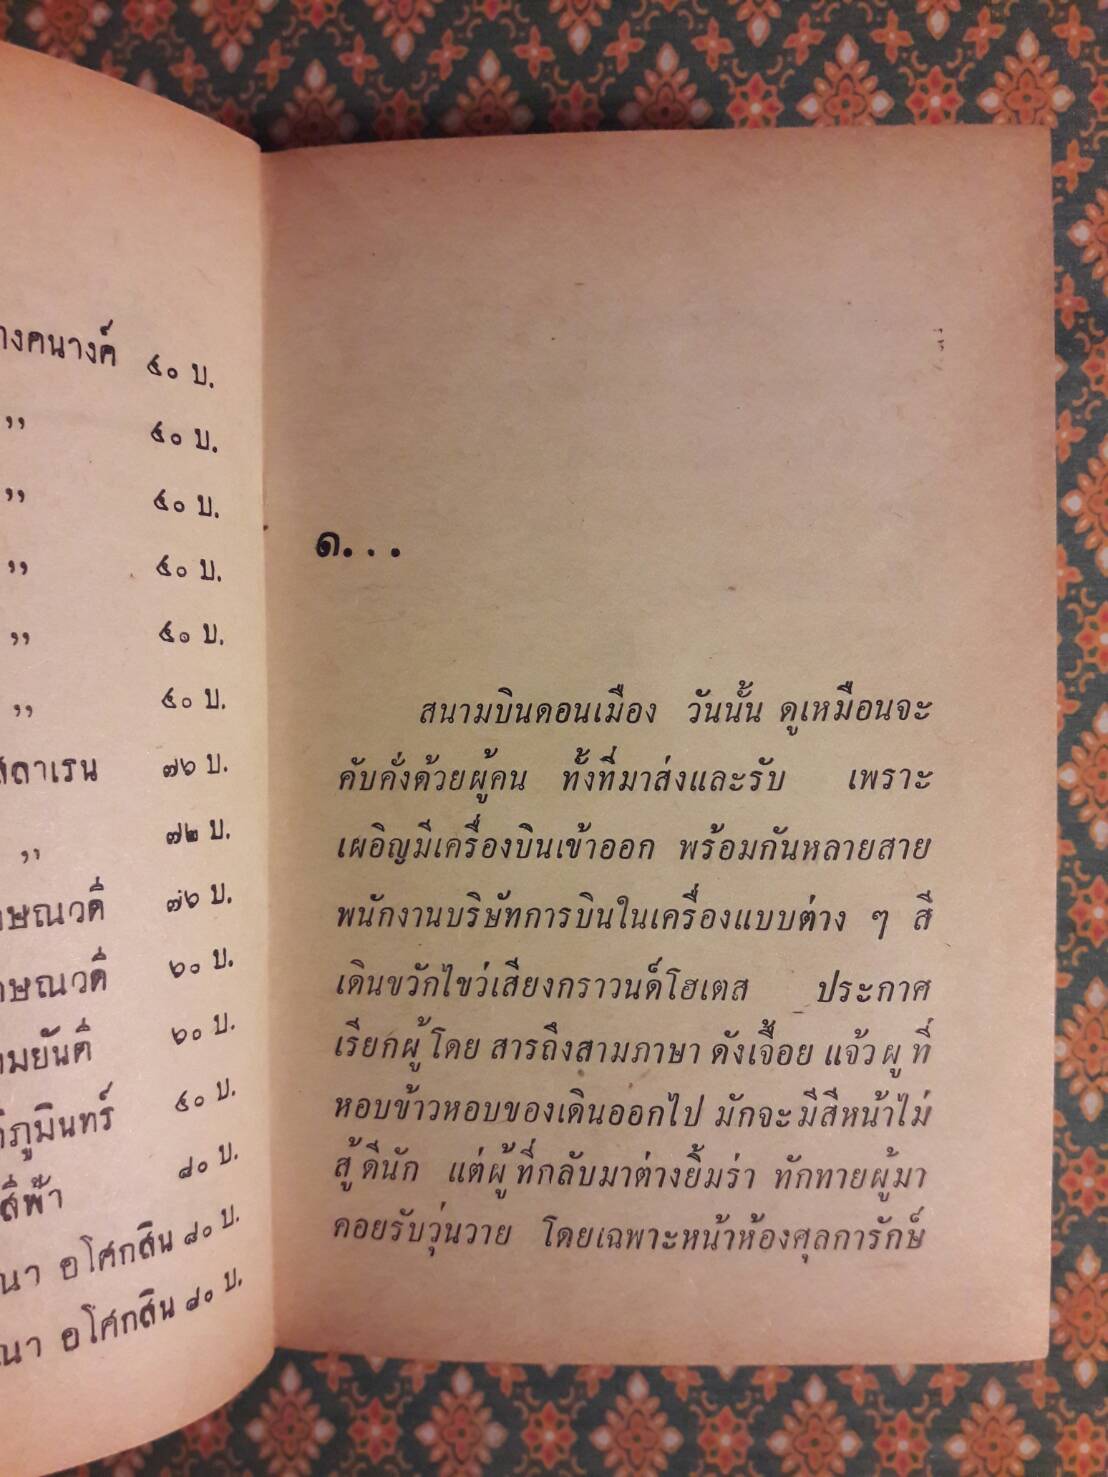 างคนางค์ ๔๐ บ.
,, ๔๐ บ.
,, ๔๐ บ.
,, ๔๐ บ.
,, ๔๑ บ.
,, ๔๐ บ.
สถาเรน ๗๖ บ.
,, ๗๒ บ.
กษณวดี ๗๖ บ.
กษณวดี ๖๐ บ.
มยันตี ๖๐ บ.
ภูมินทร์ ๔๐ บ.
สีฟ้า ๘๐ บ.
นา อโศกสิน ๘๐ บ.
ณา อโศกสิน ๘๐ บ.
๑...
สนามบินดอนเมือง วันนั้น ดูเหมือนจะ
คับคั่งด้วยผู้คน ทั้งที่มาส่งและรับ เพราะ
เผอิญมีเครื่องบินเข้าออก พร้อมกันหลายสาย
พนักงานบริษัทการบินในเครื่องแบบต่าง ๆ สี
เดินขวักไขว่เสียงกราวนด์โฮเตส ประกาศ
เรียกผู้โดย สารถึงสามภาษา ดังเจื้อย แจ้ว ผู ที่
หอบข้าวหอบของเดินออกไป มักจะมีสีหน้าไม่
สู้ดีนัก แต่ผู้ที่กลับมาต่างยิ้มร่า ทักทายผู้มา
คอยรับวุ่นวาย โดยเฉพาะหน้าห้องศุลการักษ์